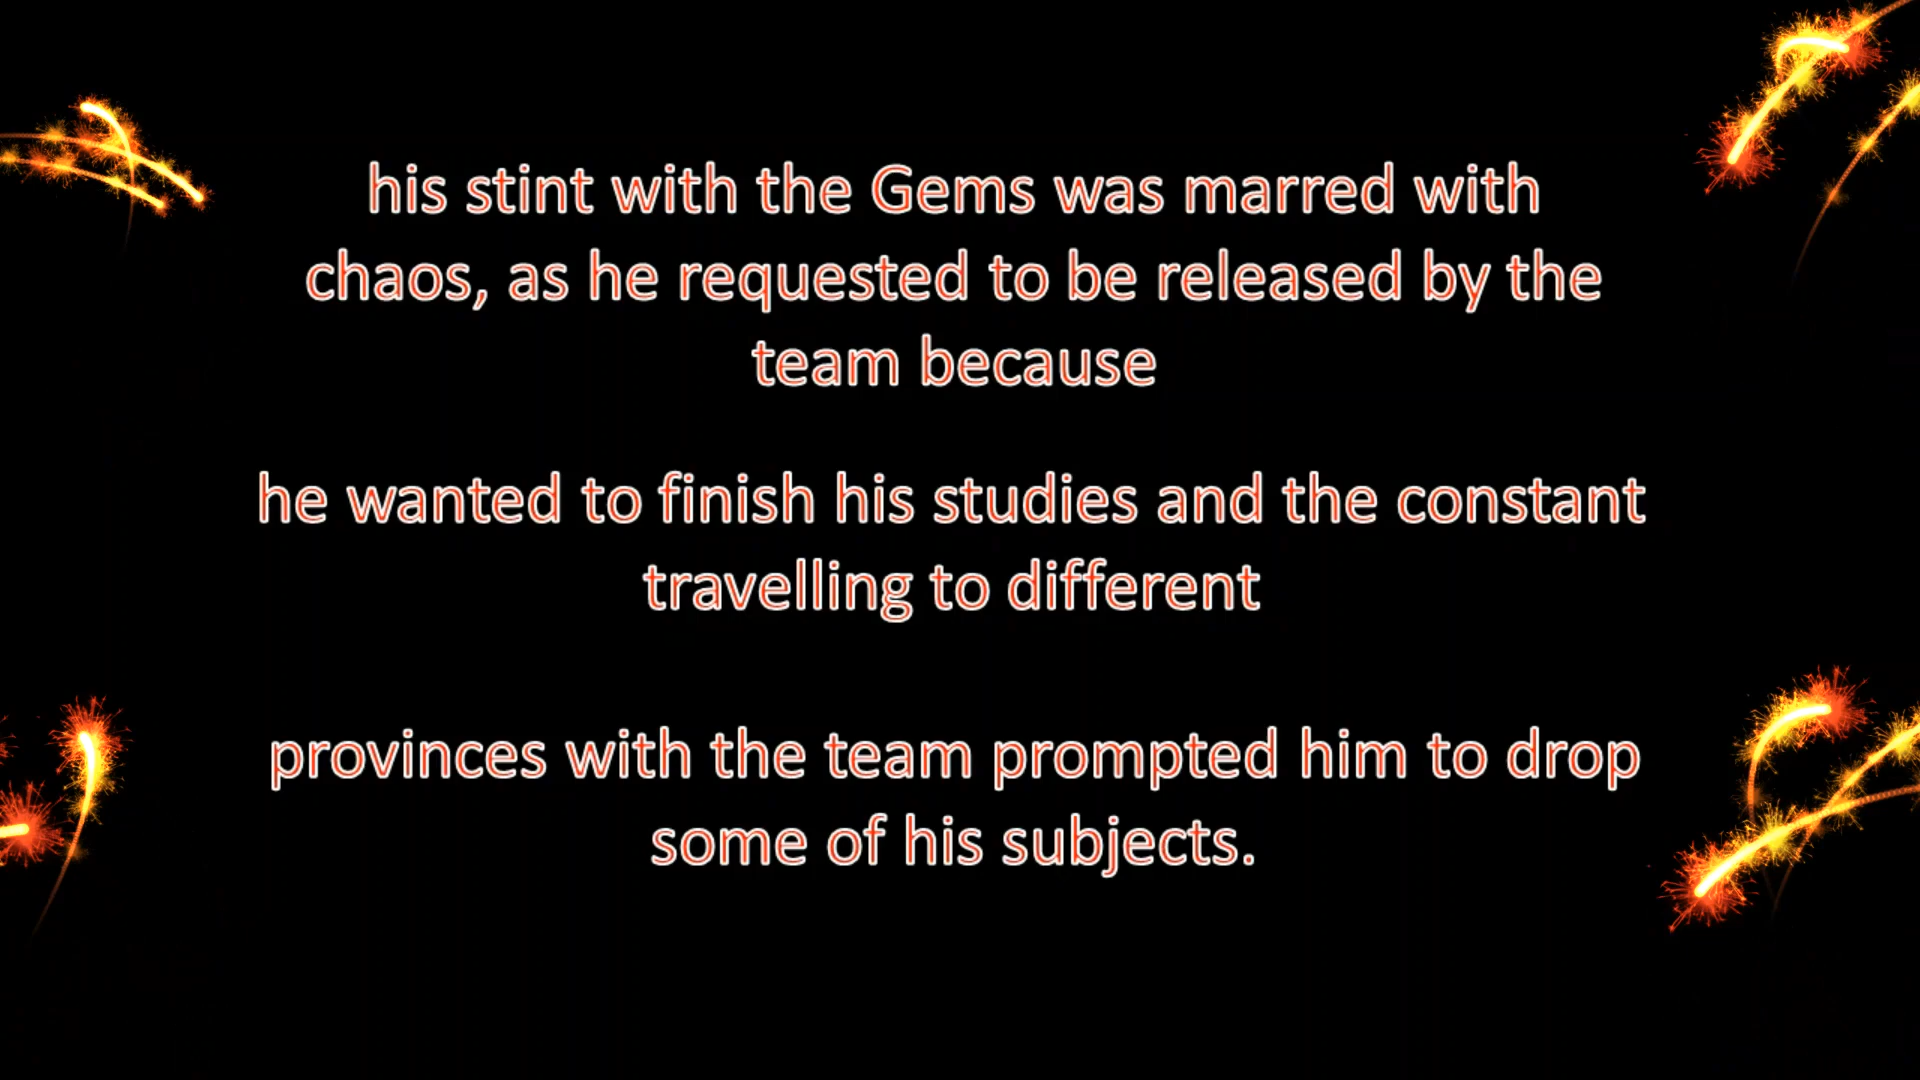 his stint with the Gems was marred with
chaos, as he requested to be released by the
team because
he wanted to finish his studies and the constant
travelling to different
provinces with the team prompted him to drop
some of his subjects.